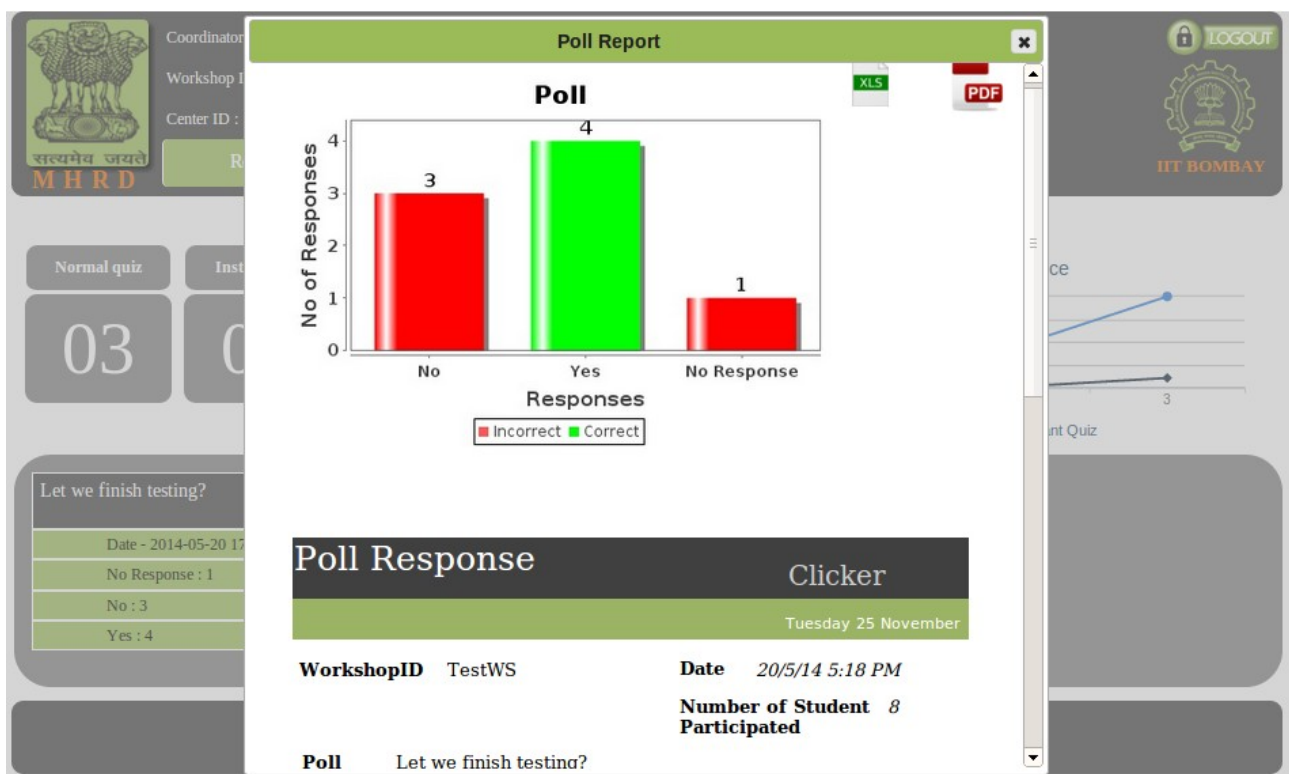 Coordinator
Workshop I
Center ID :
R
सत्यमेव जयते
M H R D
Poll Report
LOGOUT
IIT BOMBAY
XLS
PDF
Poll
No of Responses
4
3
2
1
0
3
4
1
No
Yes
No Response
Responses
Incorrect Correct
Normal quiz
03
Inst
0
ce
3
ant Quiz
Let we finish testing?
Date - 2014-05-20 17
No Response : 1
No : 3
Yes : 4
Poll Response
Clicker
Tuesday 25 November
WorkshopID TestWS
Date 20/5/14 5:18 PM
Number of Student 8
Participated
Poll Let we finish testing?